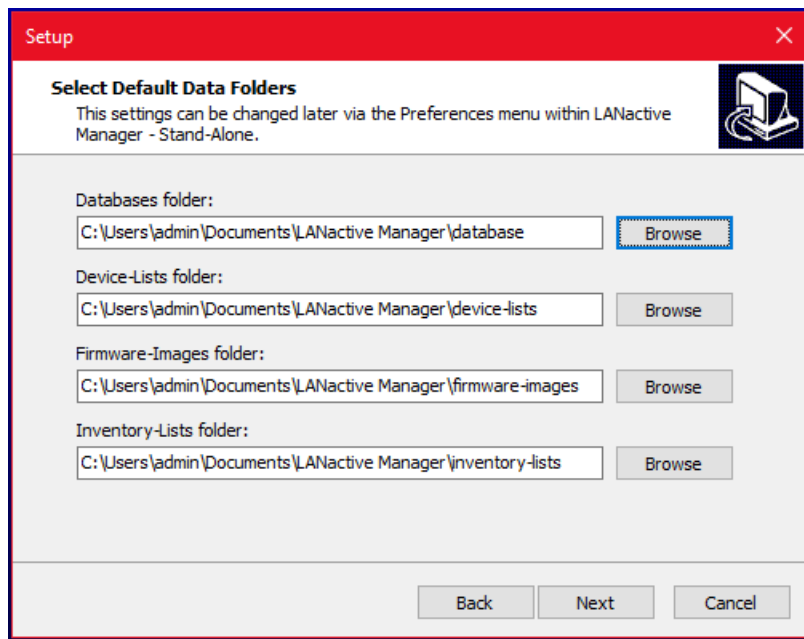 Setup
Select Default Data Folders
This settings can be changed later via the Preferences menu within LANactive
Manager - Stand-Alone.
Databases folder:
C:\Users\admin\Documents\LANactive Manager\database
Browse
Device-Lists folder:
C:\Users\admin\Documents\LANactive Manager\device-lists
Browse
Firmware-Images folder:
C:\Users\admin\Documents\LANactive Manager\firmware-images
Browse
Inventory-Lists folder:
C:\Users\admin\Documents\LANactive Manager\inventory-lists
Browse
Back
Next
Cancel